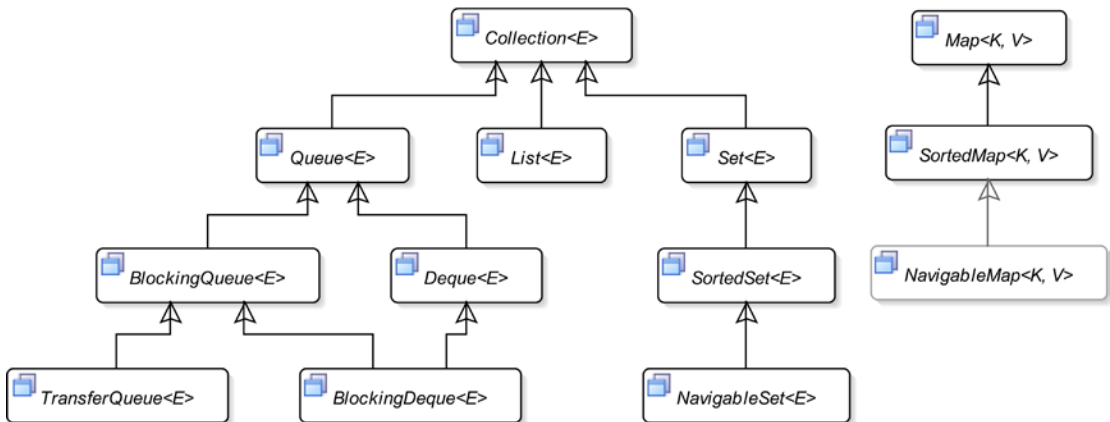 Collection<E>
Map<K, V>
Queue<E>
List<E>
Set<E>
SortedMap<K, V>
BlockingQueue<E>
Deque<E>
SortedSet<E>
NavigableMap<K, V>
TransferQueue<E>
BlockingDeque<E>
NavigableSet<E>